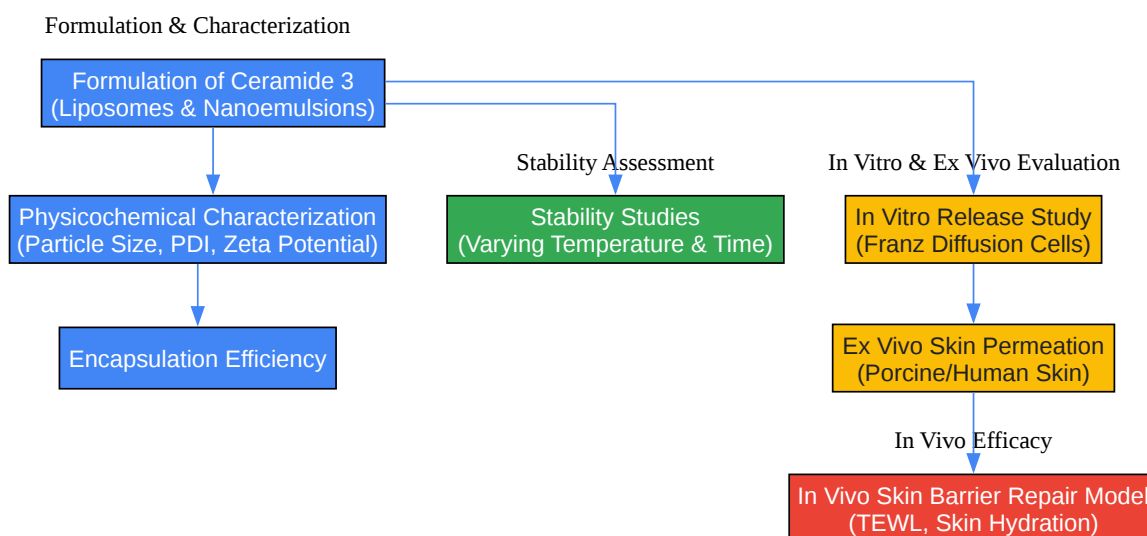 Formulation & Characterization
Formulation of Ceramide 3
(Liposomes & Nanoemulsions)
Stability Assessment
In Vitro & Ex Vivo Evaluation
Physicochemical Characterization
(Particle Size, PDI, Zeta Potential)
Stability Studies
(Varying Temperature & Time)
In Vitro Release Study
(Franz Diffusion Cells)
Encapsulation Efficiency
Ex Vivo Skin Permeation
(Porcine/Human Skin)
In Vivo Efficacy
In Vivo Skin Barrier Repair Model
(TEWL, Skin Hydration)